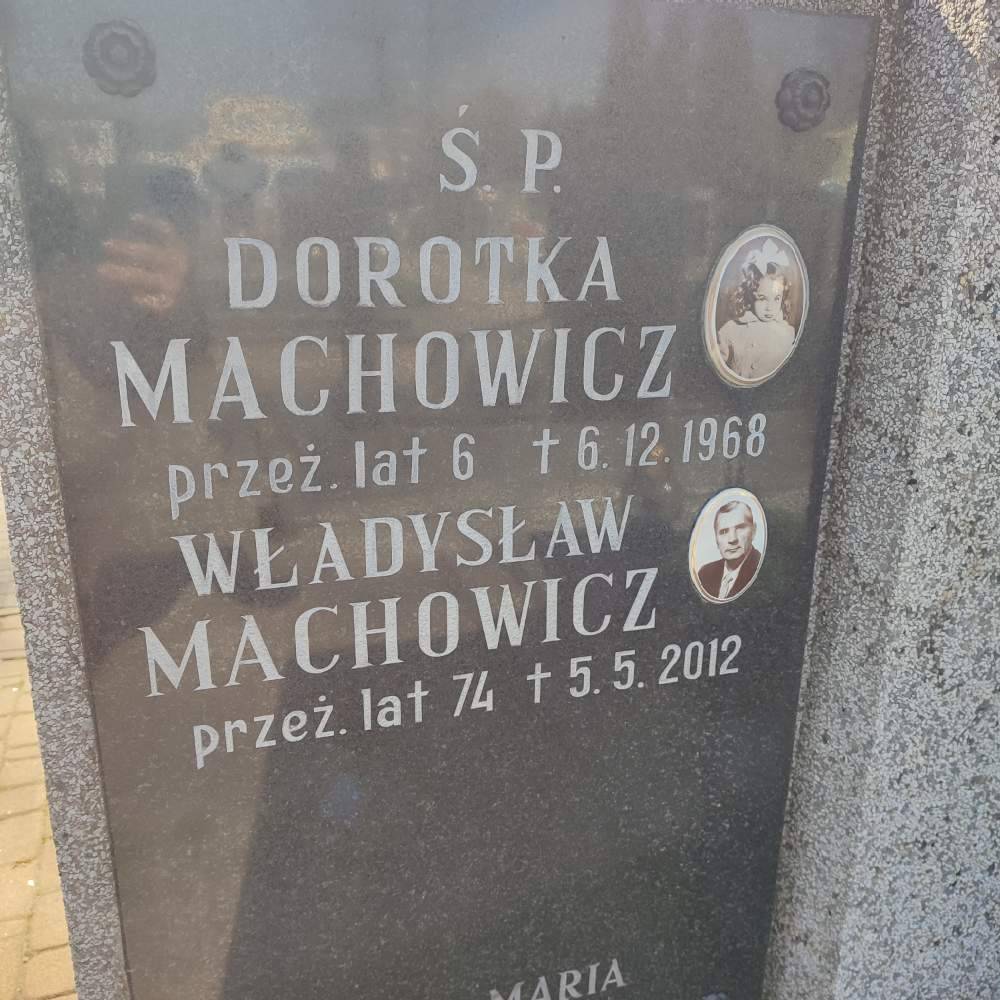 Ś. P.
DOROTKA
MACHOWICZ
przeż. lat 6 † 6. 12. 1968
WŁADYSŁAW
MACHOWICZ
przeż. lat 74 † 5. 5. 2012
MARIA